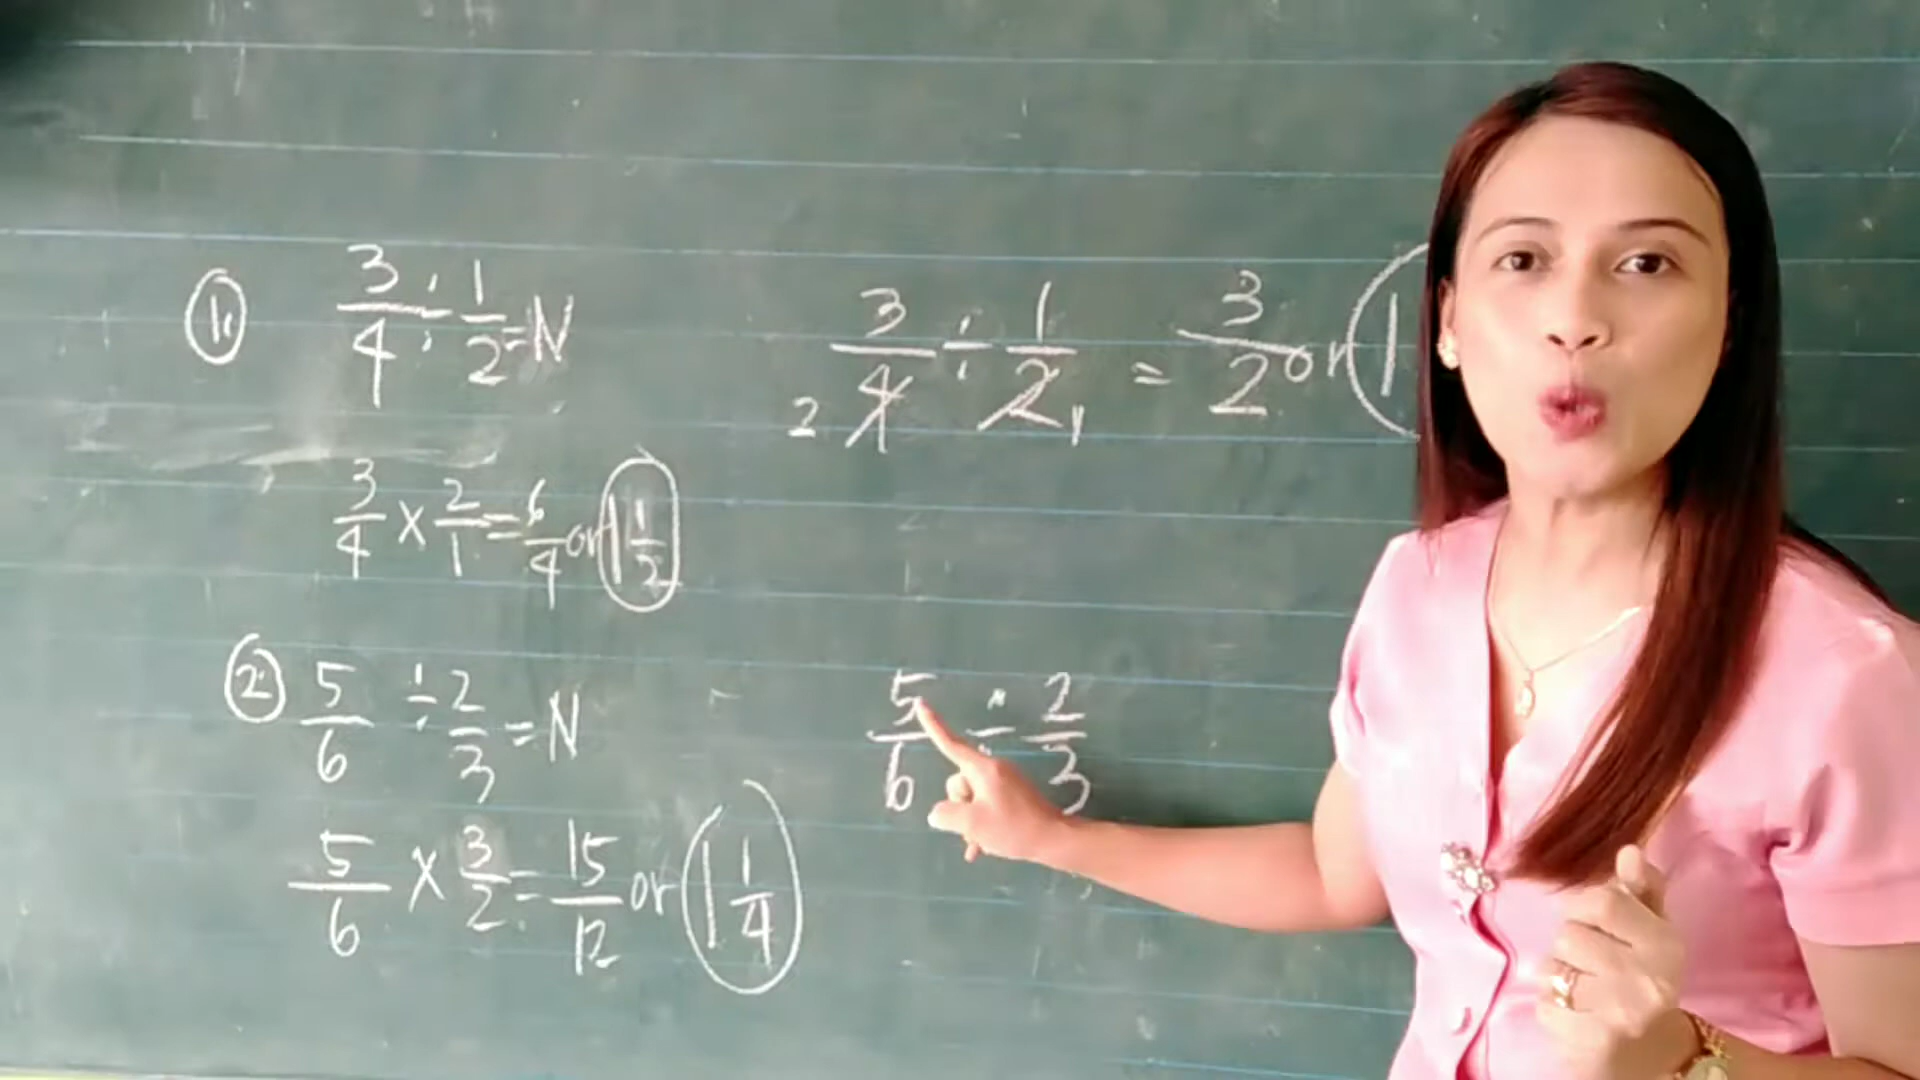 1. 3/4 ÷ 1/2 = N
3/4 x 2/1 = 6/4 or 1 1/2
2. 5/6 ÷ 2/3 = N
5/6 x 3/2 = 15/12 or 1 1/4
2 3/4 ÷ 1/2 1 = 3/2 or 1
5/6 ÷ 2/3